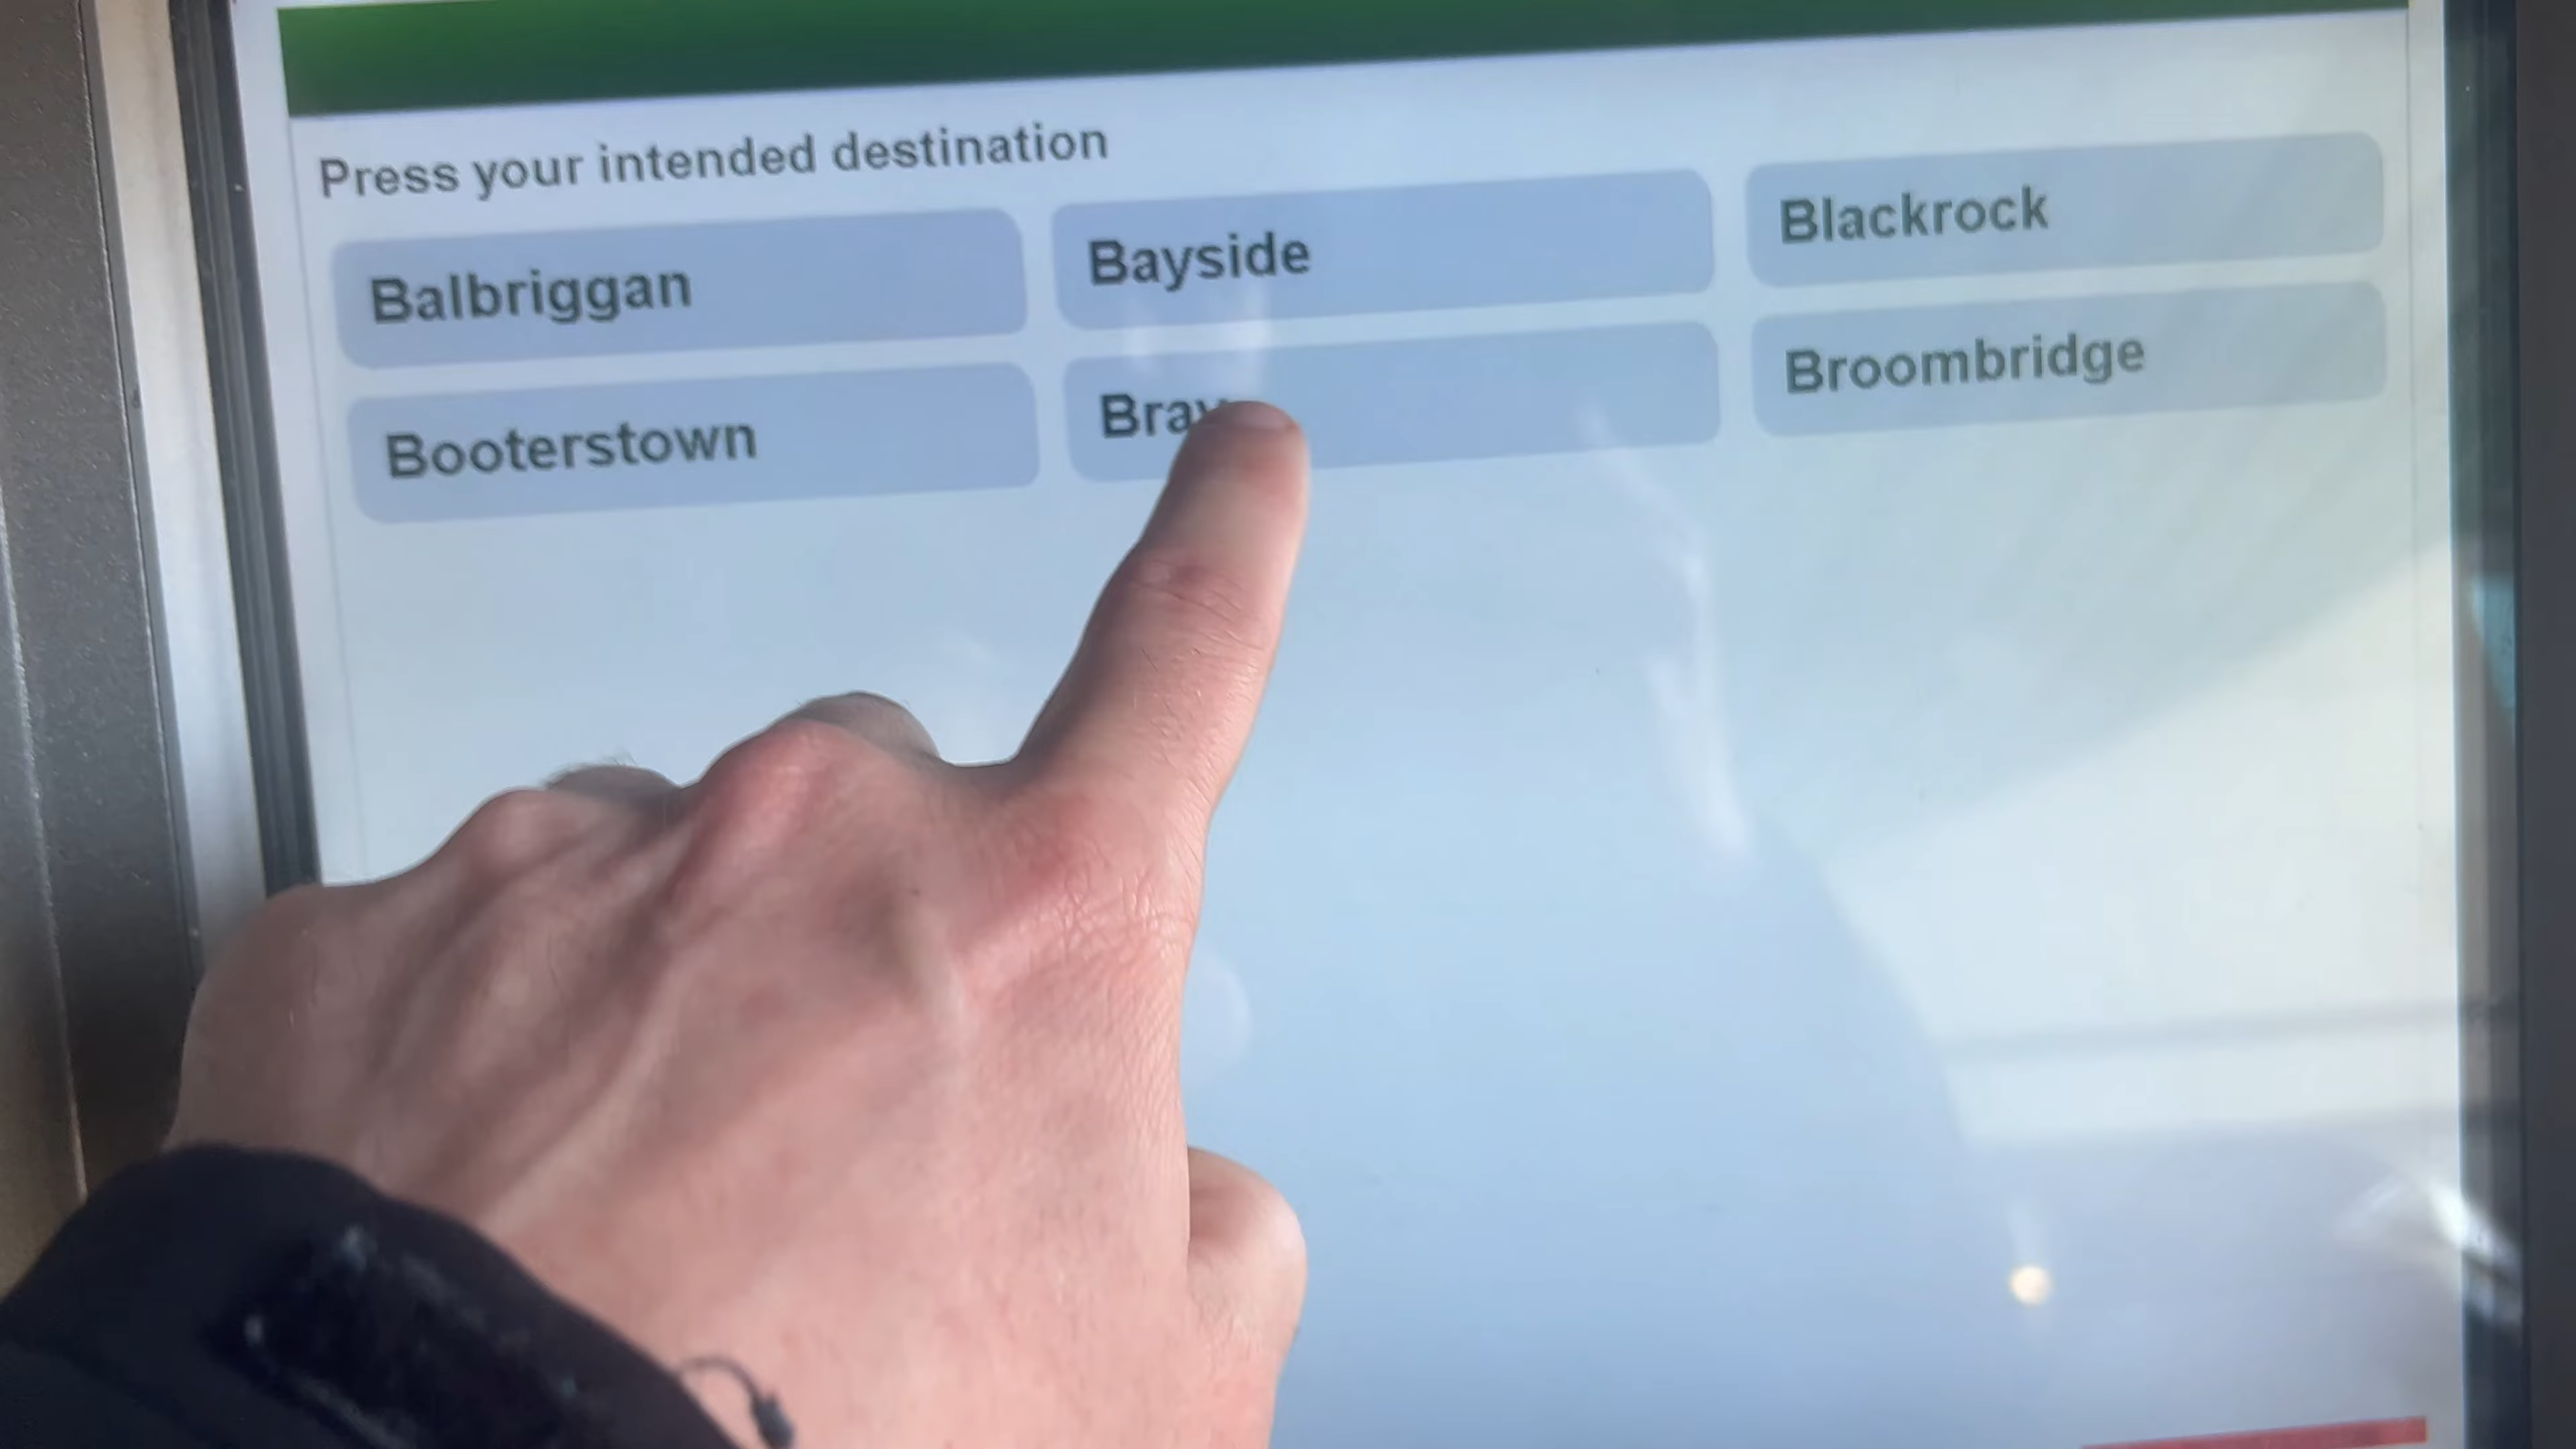 Press your intended destination
Balbriggan
Bayside
Blackrock
Booterstown
Bray
Broombridge